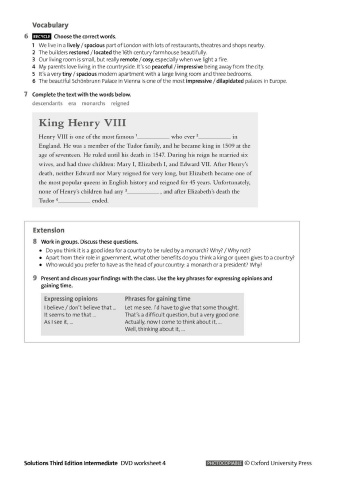 Vocabulary
6 RECYCLE Choose the correct words.
1 We live in a lively / spacious part of London with lots of restaurants, theatres and shops nearby.
2 The builders restored / located the 16th century farmhouse beautifully.
3 Our living room is small, but really remote / cosy, especially when we light a fire.
4 My parents love living in the countryside. It's so peaceful / impressive being away from the city.
5 It's a very tiny / spacious modern apartment with a large living room and three bedrooms.
6 The beautiful Schönbrunn Palace in Vienna is one of the most impressive / dilapidated palaces in Europe.
7 Complete the text with the words below.
descendants era monarchs reigned
King Henry VIII
Henry VIII is one of the most famous 1__________ who over 2__________ in
England. He was a member of the Tudor family, and he became king in 1509 at the
age of seventeen. He ruled until his death in 1547. During his reign he married six
wives, and had three children: Mary I, Elizabeth I, and Edward VII. After Henry's
death, neither Edward nor Mary reigned for very long, but Elizabeth became one of
the most popular queen in English history and reigned for 45 years. Unfortunately,
none of Henry's children had any 3__________ and after Elizabeth's death the
Tudor 4__________ ended.
Extension
8 Work in groups. Discuss these questions.
• Do you think it is a good idea for a country to be ruled by a monarch? Why? / Why not?
• Apart from their role in government, what other benefits do you think a king or queen gives to a country?
• Who would you prefer to have as the head of your country: a monarch or a president? Why?
9 Present and discuss your findings with the class. Use the key phrases for expressing opinions and
gaining time.
Expressing opinions Phrases for gaining time
I believe / don't believe that ... Let me see. I'd have to give that some thought.
It seems to me that ... That's a difficult question, but a very good one.
As I see it, ... Actually, now I come to think about it, ...
Well, thinking about it, ...
Solutions Third Edition Intermediate DVD worksheet 4 PHOTOCOPIABLE © Oxford University Press